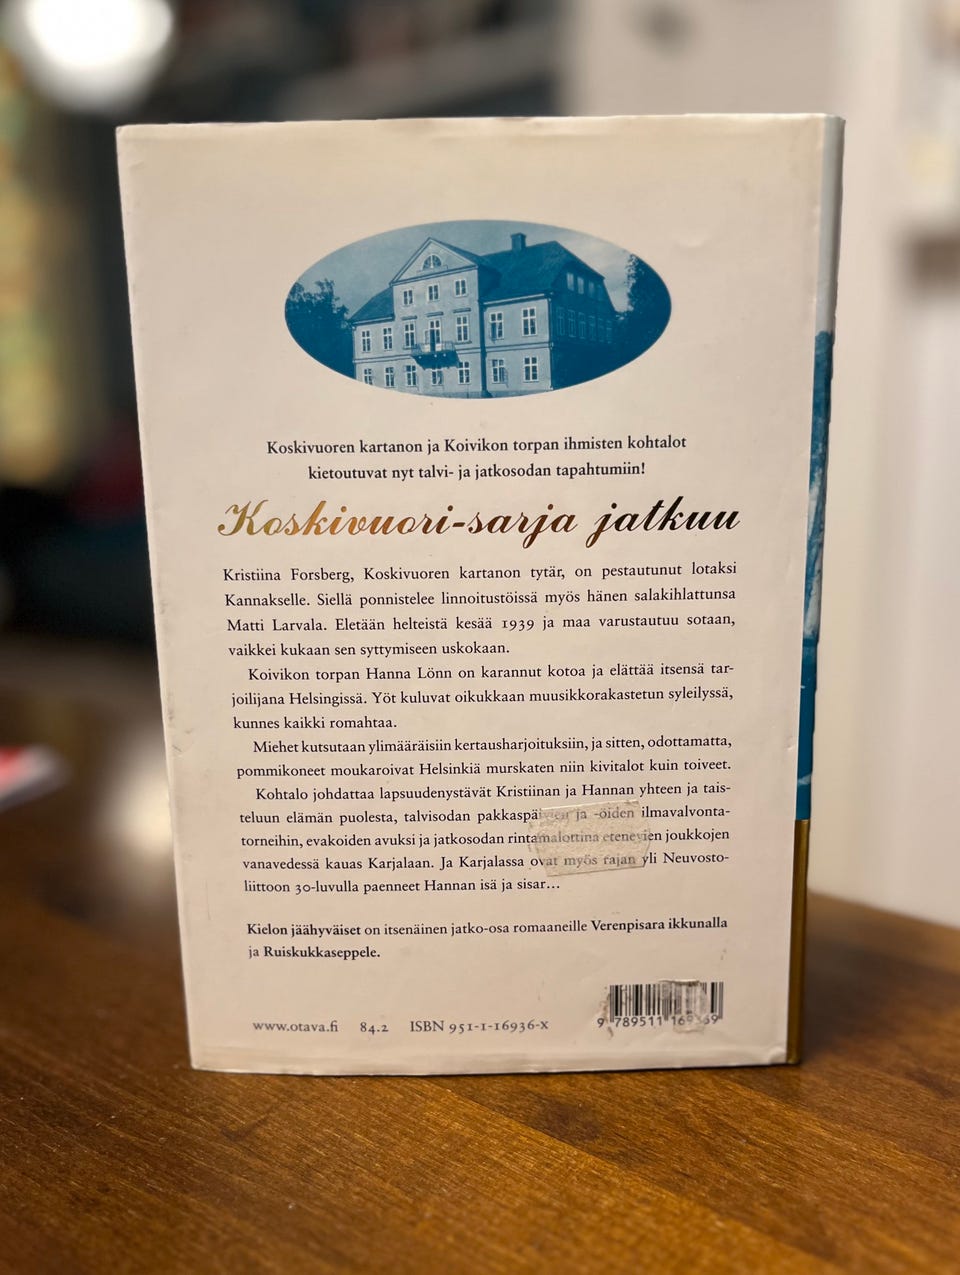 Koskivuoren kartanon ja Koivikon torpan ihmisten kohtalot
kietoutuvat nyt talvi- ja jatkosodan tapahtumiin!
Koskivuori-sarja jatkuu
Kristiina Forsberg, Koskivuoren kartanon tytär, on pestautunut lotaksi
Kannakselle. Siellä ponnistelee linnoitustöissä myös hänen salakihlattunsa
Matti Larvala. Eletään helteistä kesää 1939 ja maa varustautuu sotaan,
vaikkei kukaan sen syttymiseen uskokaan.
Koivikon torpan Hanna Lönn on karannut kotoa ja elättää itsensä tar-
joilijana Helsingissä. Yöt kuluvat oikukkaan muusikkorakastetun syleilyssä,
kunnes kaikki romahtaa.
Miehet kutsutaan ylimääräisiin kertausharjoituksiin, ja sitten, odottamatta,
pommikoneet moukaroivat Helsinkiä murskaten niin kivitalot kuin toiveet.
Kohtalo johdattaa lapsuudenystävät Kristiinan ja Hannan yhteen ja tais-
teluun elämän puolesta, talvisodan pakkaspäivien ja -öiden ilmavalvonta-
torneihin, evakoiden avuksi ja jatkosodan rintamalottina etenevien joukkojen
vanavedessä kauas Karjalaan. Ja Karjalassa ovat myös rajan yli Neuvosto-
liittoon 30-luvulla paenneet Hannan isä ja sisar...
Kielon jäähyväiset on itsenäinen jatko-osa romaaneille Verenpisara ikkunalla
ja Ruiskukkaseppele.
www.otava.fi 84.2 ISBN 951-1-16936-X
9 789511 169369